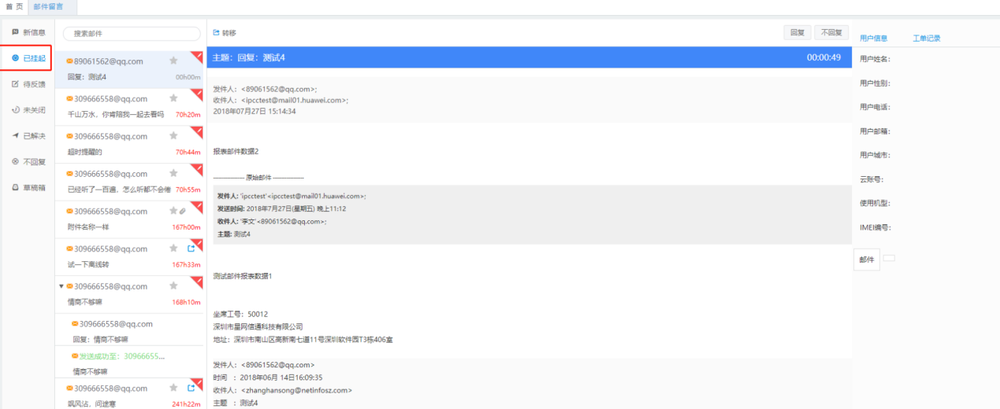 首 页
邮件留言
新信息
已挂起
待反馈
未关闭
已解决
不回复
草稿箱
搜索邮件
89061562@qq.com
回复：测试4
00h00m
309666558@qq.com
千山万水，你肯陪我一起去看吗
70h20m
309666558@qq.com
超时提醒的
70h44m
309666558@qq.com
已经听了一百遍，怎么听都不会倦
70h55m
309666558@qq.com
附件名称一样
167h00m
309666558@qq.com
试一下离线转
167h33m
309666558@qq.com
情商不够嘛
168h10m
309666558@qq.com
回复：情商不够嘛
发送成功至：30966655...
情商不够嘛
309666558@qq.com
飒风沾，问途塞
241h22m
转移
回复
不回复
主题：回复：测试4
00:00:49
发件人：<89061562@qq.com>;
收件人：<ipcctest@mail01.huawei.com>;
2018年07月27日 15:14:34
报表邮件数据2
---------------- 原始邮件 ----------------
发件人: 'ipcctest'<ipcctest@mail01.huawei.com>;
发送时间: 2018年7月27日(星期五) 晚上11:12
收件人: '李文'<89061562@qq.com>;
主题: 测试4
测试邮件报表数据1
坐席工号：50012
深圳市星网信通科技有限公司
地址：深圳市南山区高新南七道11号深圳软件园T3栋406室
发件人：<89061562@qq.com>
时间 ：2018年06月 14日16:09:35
收件人：<zhanghansong@netinfosz.com>
主题 ：测试4
用户信息
工单记录
用户姓名：
用户性别：
用户电话：
用户邮箱：
用户城市：
云账号：
使用机型：
IMEI编号：
邮件